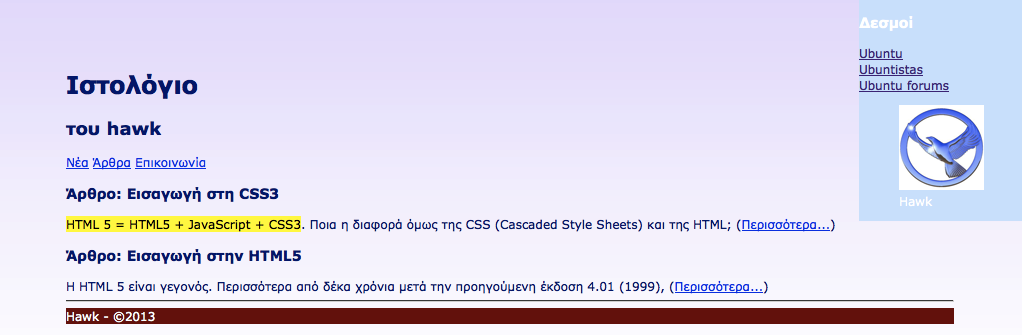 Ιστολόγιο
του hawk
Νέα Άρθρα Επικοινωνία
Άρθρο: Εισαγωγή στη CSS3
HTML 5 = HTML5 + JavaScript + CSS3. Ποια η διαφορά όμως της CSS (Cascaded Style Sheets) και της HTML; (Περισσότερα...)
Άρθρο: Εισαγωγή στην HTML5
Η HTML 5 είναι γεγονός. Περισσότερα από δέκα χρόνια μετά την προηγούμενη έκδοση 4.01 (1999), (Περισσότερα...)
Hawk - ©2013
Δεσμοί
Ubuntu
Ubuntistas
Ubuntu forums
Hawk